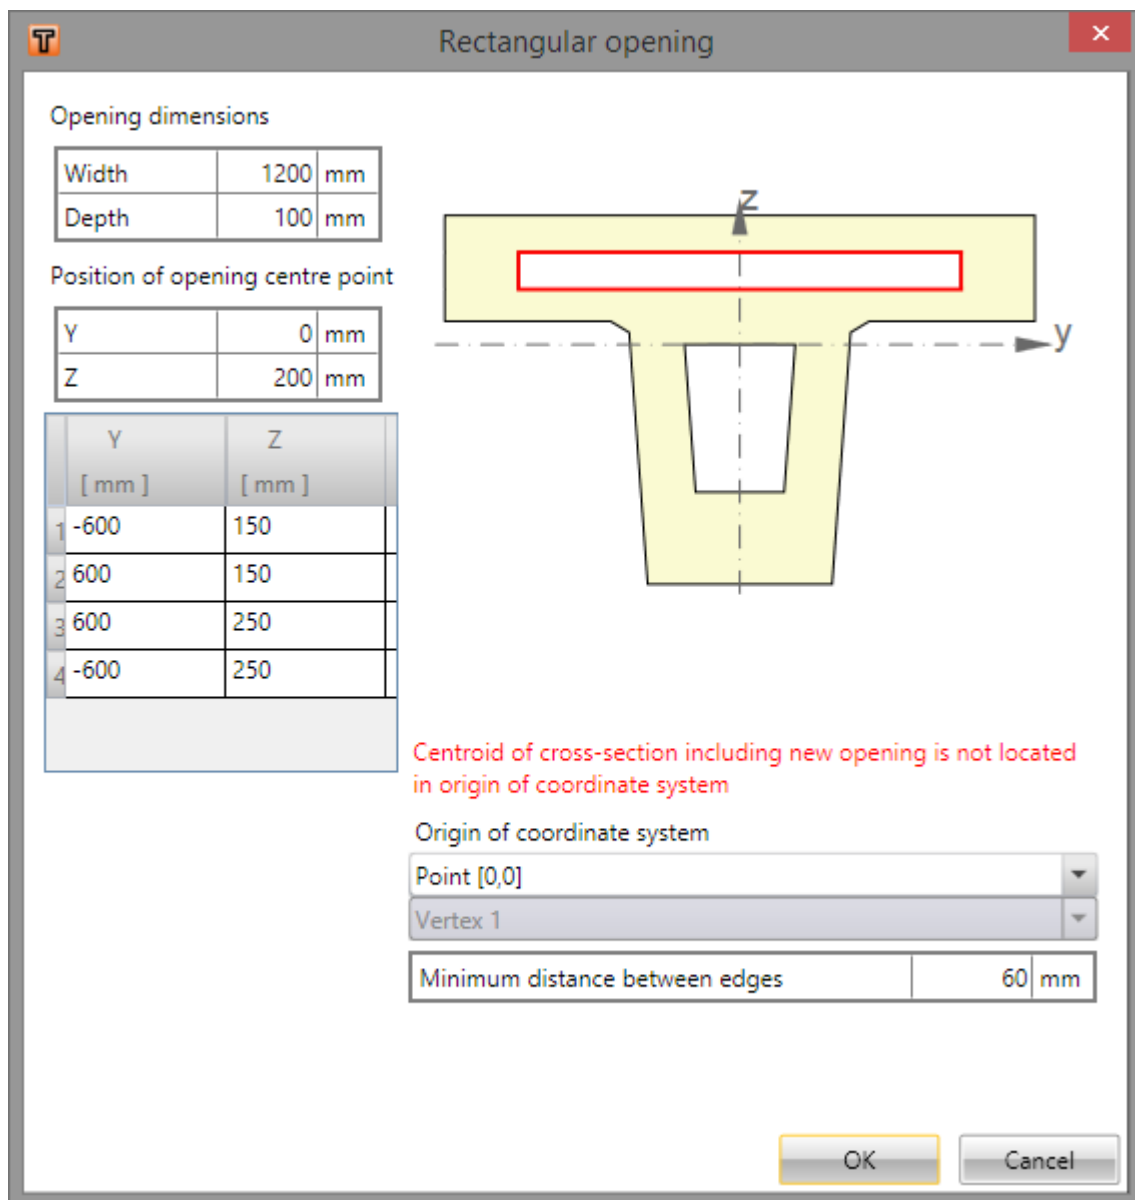 T
Rectangular opening
Opening dimensions
Width 1200 mm
Depth 100 mm
Position of opening centre point
Y 0 mm
Z 200 mm
Y Z
[ mm ] [ mm ]
1 -600 150
2 600 150
3 600 250
4 -600 250
z
y
Centroid of cross-section including new opening is not located
in origin of coordinate system
Origin of coordinate system
Point [0,0]
Vertex 1
Minimum distance between edges 60 mm
OK Cancel